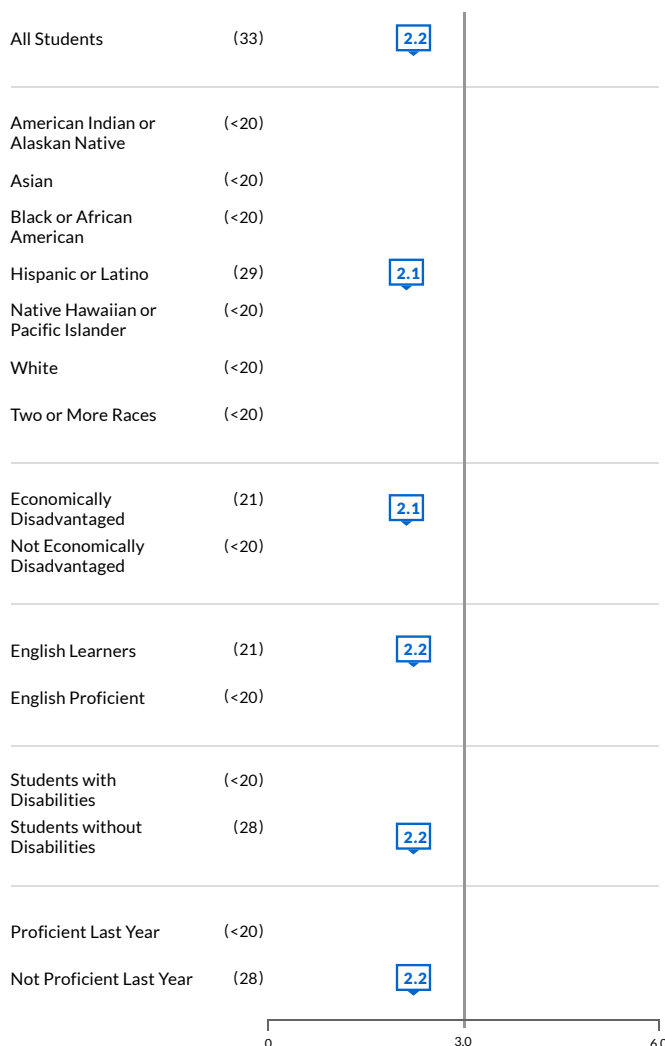 All Students (33) 2.2
American Indian or
Alaskan Native (<20)
Asian (<20)
Black or African
American (<20)
Hispanic or Latino (29) 2.1
Native Hawaiian or
Pacific Islander (<20)
White (<20)
Two or More Races (<20)
Economically
Disadvantaged (21) 2.1
Not Economically
Disadvantaged (<20)
English Learners (21) 2.2
English Proficient (<20)
Students with
Disabilities (<20)
Students without
Disabilities (28) 2.2
Proficient Last Year (<20)
Not Proficient Last Year (28) 2.2
0 3.0 6.0